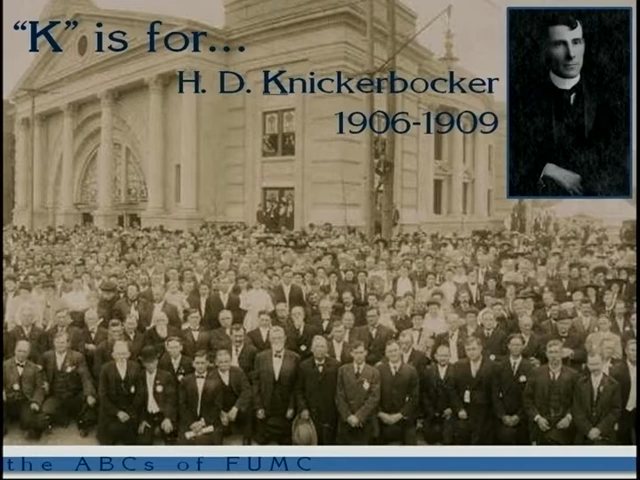 “K” is for...
H. D. Knickerbocker
1906-1909
the ABCs of FUMC